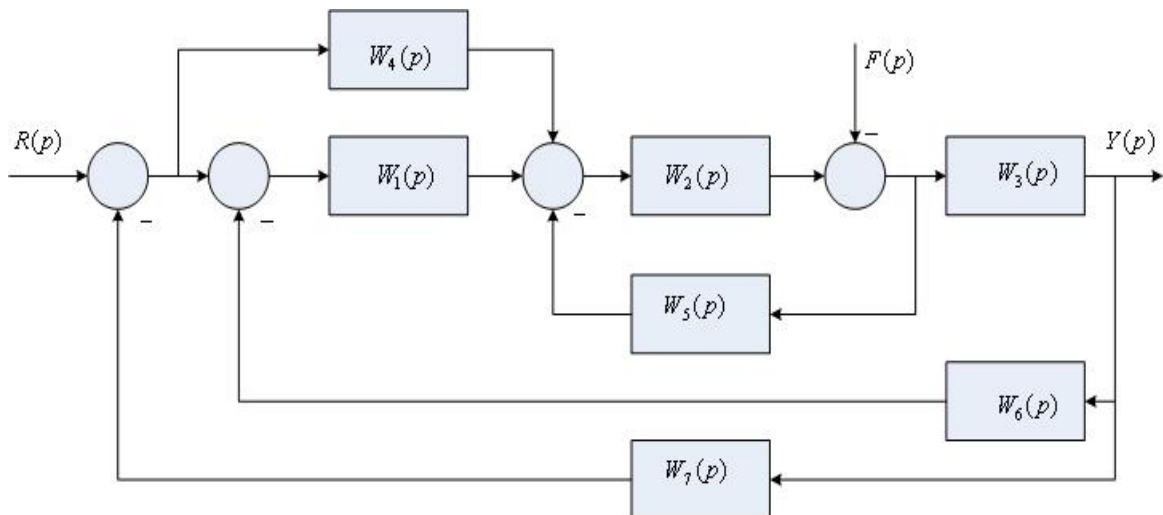 W₄(p)
F(p)
R(p)
W₁(p)
W₂(p)
W₃(p)
Y(p)
–
–
–
–
–
W₅(p)
W₆(p)
W₇(p)